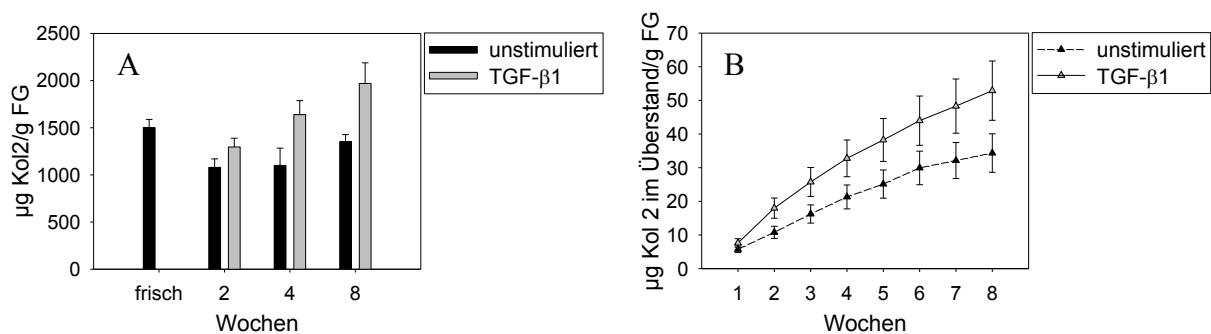 A
µg Kol2/g FG
2500
2000
1500
1000
500
0
frisch 2 4 8
Wochen
unstimuliert
TGF-β1
B
µg Kol 2 im Überstand/g FG
70
60
50
40
30
20
10
0
1 2 3 4 5 6 7 8
Wochen
unstimuliert
TGF-β1